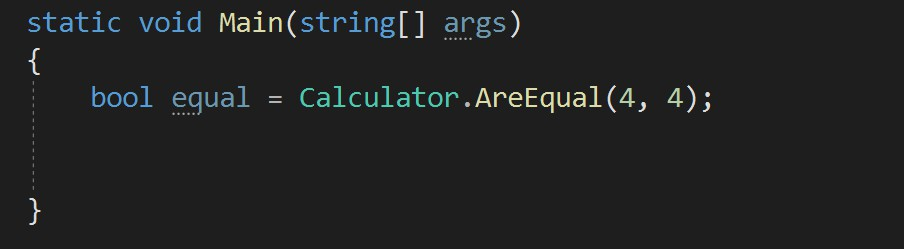 static void Main(string[] args)
{
bool equal = Calculator.AreEqual(4, 4);
}